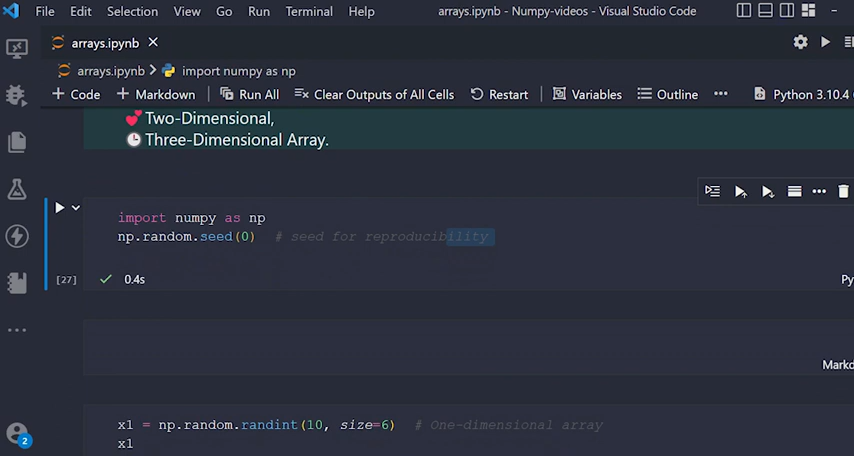 File Edit Selection View Go Run Terminal Help arrays.ipynb - Numpy-videos - Visual Studio Code
arrays.ipynb
arrays.ipynb > import numpy as np
+ Code + Markdown Run All Clear Outputs of All Cells Restart Variables Outline ... Python 3.10.4
💕 Two-Dimensional,
🕒 Three-Dimensional Array.
import numpy as np
np.random.seed(0) # seed for reproducibility
[27] ✓ 0.4s Py
Markd
x1 = np.random.randint(10, size=6) # One-dimensional array
x1
2